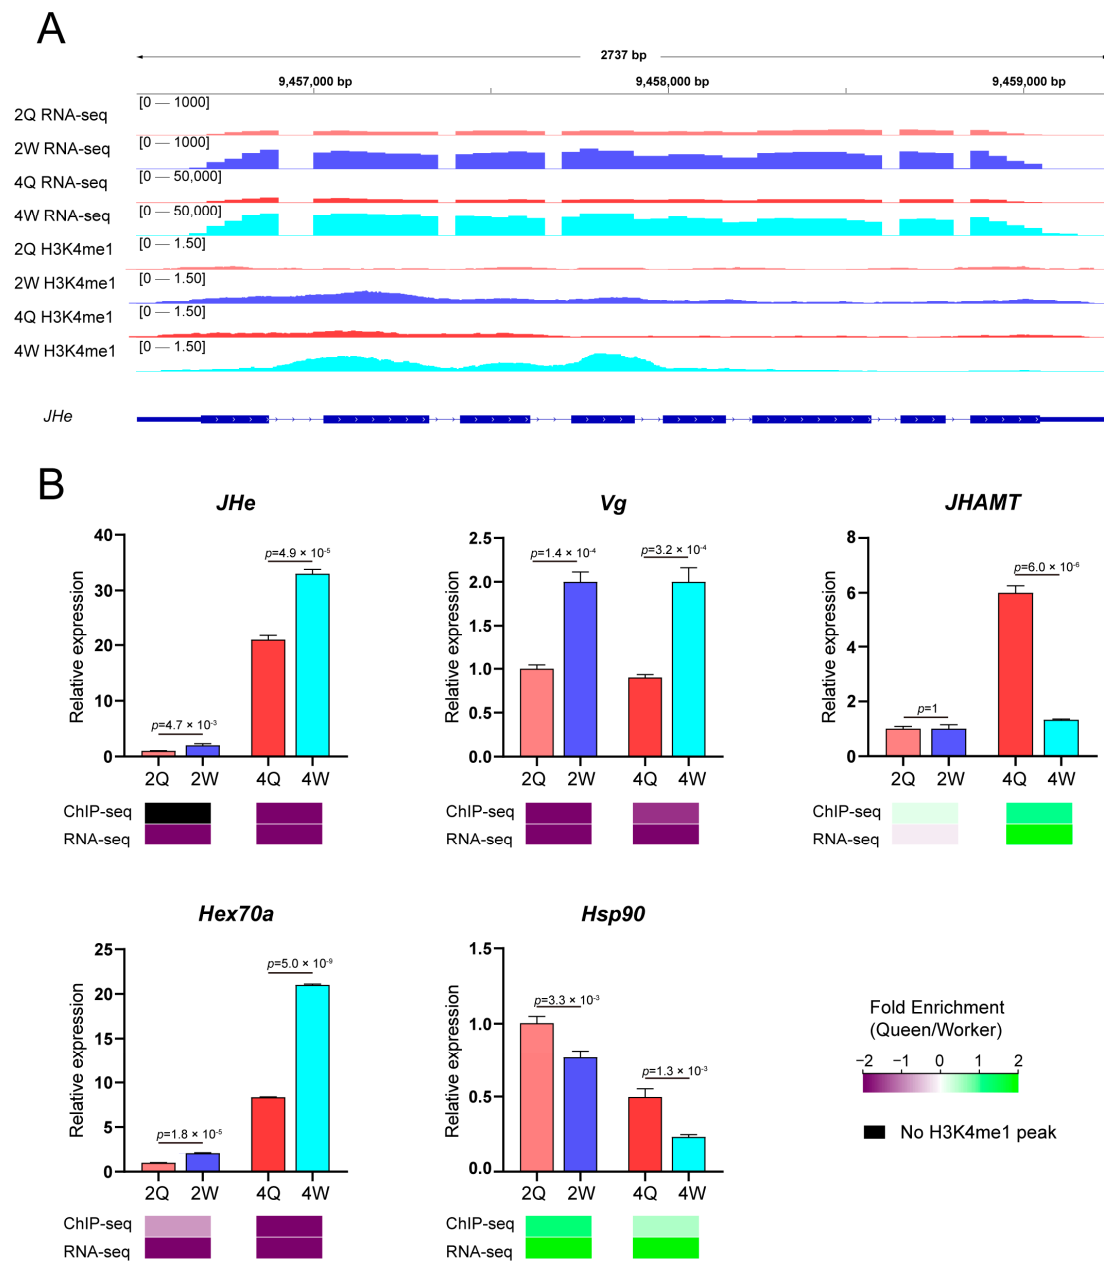 A
2737 bp
9,457,000 bp
9,458,000 bp
9,459,000 bp
2Q RNA-seq
[0 — 1000]
2W RNA-seq
[0 — 1000]
4Q RNA-seq
[0 — 50,000]
4W RNA-seq
[0 — 50,000]
2Q H3K4me1
[0 — 1.50]
2W H3K4me1
[0 — 1.50]
4Q H3K4me1
[0 — 1.50]
4W H3K4me1
[0 — 1.50]
JHe
B
JHe
Relative expression
40
30
20
10
0
p=4.7 × 10⁻³
p=4.9 × 10⁻⁵
2Q 2W 4Q 4W
ChIP-seq
RNA-seq
Vg
Relative expression
2.5
2.0
1.5
1.0
0.5
0.0
p=1.4 × 10⁻⁴
p=3.2 × 10⁻⁴
2Q 2W 4Q 4W
ChIP-seq
RNA-seq
JHAMT
Relative expression
8
6
4
2
0
p=1
p=6.0 × 10⁻⁶
2Q 2W 4Q 4W
ChIP-seq
RNA-seq
Hex70a
Relative expression
25
20
15
10
5
0
p=1.8 × 10⁻⁵
p=5.0 × 10⁻⁹
2Q 2W 4Q 4W
ChIP-seq
RNA-seq
Hsp90
Relative expression
1.5
1.0
0.5
0.0
p=3.3 × 10⁻³
p=1.3 × 10⁻³
2Q 2W 4Q 4W
ChIP-seq
RNA-seq
Fold Enrichment
(Queen/Worker)
−2 −1 0 1 2
No H3K4me1 peak